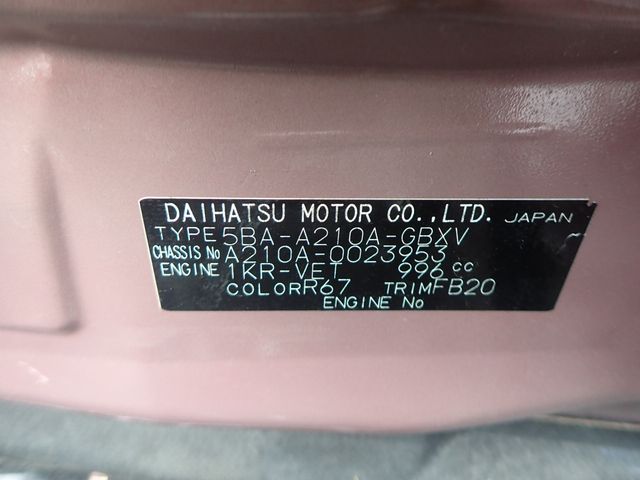 DAIHATSU MOTOR CO.,LTD. JAPAN
TYPE 5BA-A210A-GBXV
CHASSIS No A210A-0023953
ENGINE 1KR-VET 996 cc
COLOR R67 TRIM FB20
ENGINE No